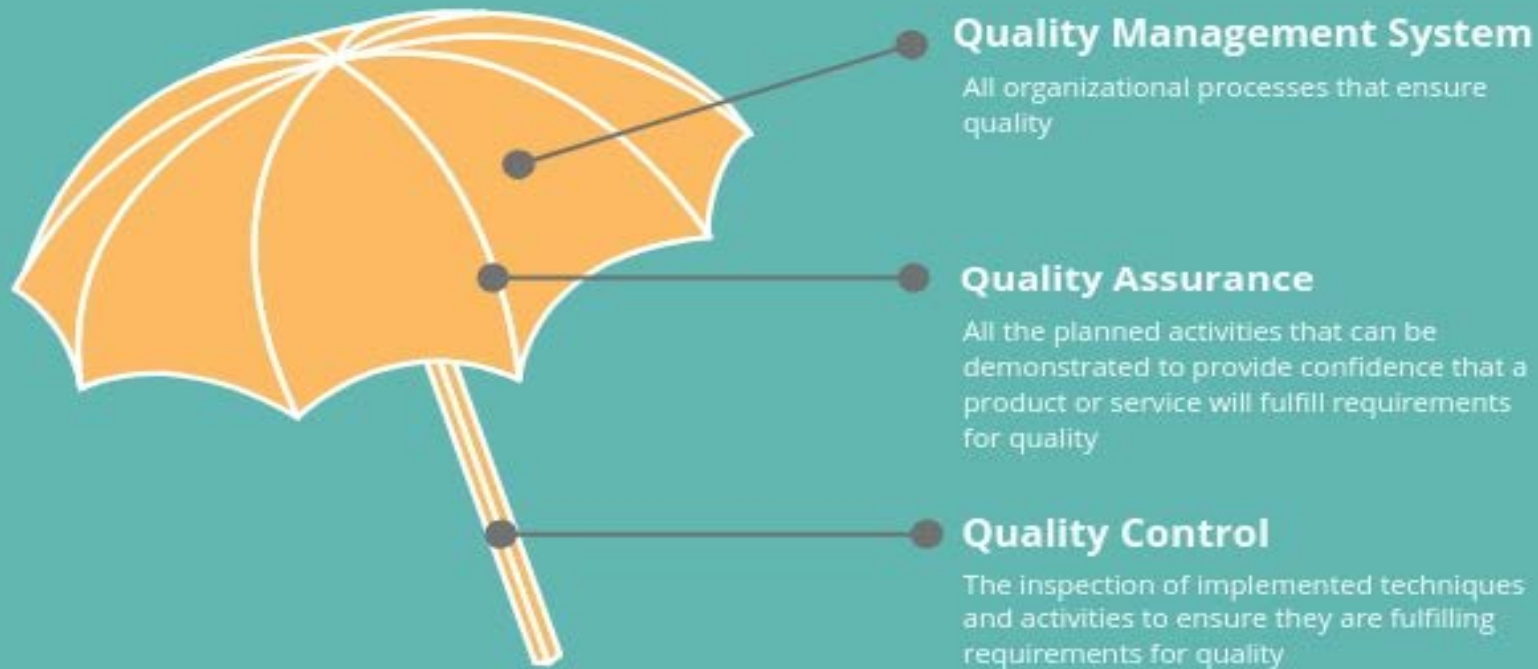 Quality Management System
All organizational processes that ensure
quality
Quality Assurance
All the planned activities that can be
demonstrated to provide confidence that a
product or service will fulfill requirements
for quality
Quality Control
The inspection of implemented techniques
and activities to ensure they are fulfilling
requirements for quality